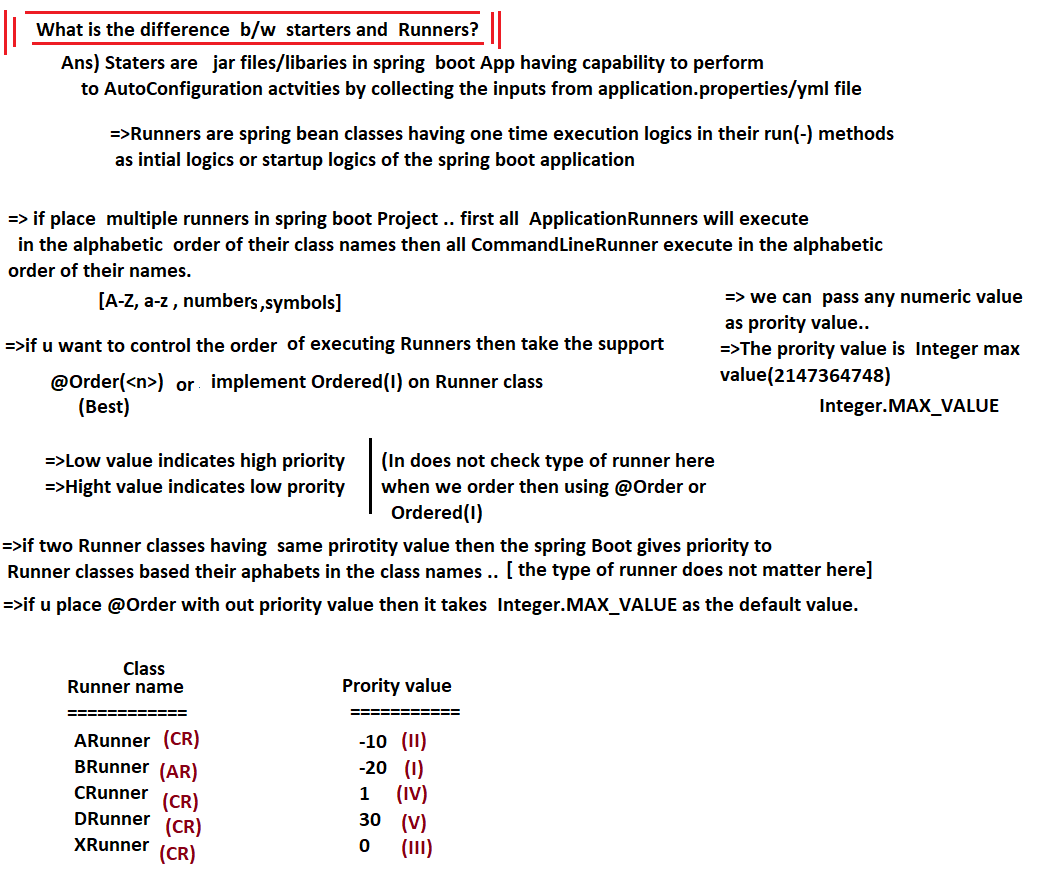 What is the difference b/w starters and Runners?
Ans) Staters are jar files/libaries in spring boot App having capability to perform
to AutoConfiguration actvities by collecting the inputs from application.properties/yml file
=>Runners are spring bean classes having one time execution logics in their run(-) methods
as intial logics or startup logics of the spring boot application
=> if place multiple runners in spring boot Project .. first all ApplicationRunners will execute
in the alphabetic order of their class names then all CommandLineRunner execute in the alphabetic
order of their names.
[A-Z, a-z , numbers,symbols]
=> we can pass any numeric value
as prority value..
=>The prority value is Integer max
value(2147364748)
Integer.MAX_VALUE
=>if u want to control the order of executing Runners then take the support
@Order(<n>) or implement Ordered(I) on Runner class
(Best)
=>Low value indicates high priority
=>Hight value indicates low prority
(In does not check type of runner here
when we order then using @Order or
Ordered(I)
=>if two Runner classes having same prirotity value then the spring Boot gives priority to
Runner classes based their aphabets in the class names .. [ the type of runner does not matter here]
=>if u place @Order with out priority value then it takes Integer.MAX_VALUE as the default value.
Class
Runner name Prority value
============ ===========
ARunner (CR) -10 (II)
BRunner (AR) -20 (I)
CRunner (CR) 1 (IV)
DRunner (CR) 30 (V)
XRunner (CR) 0 (III)